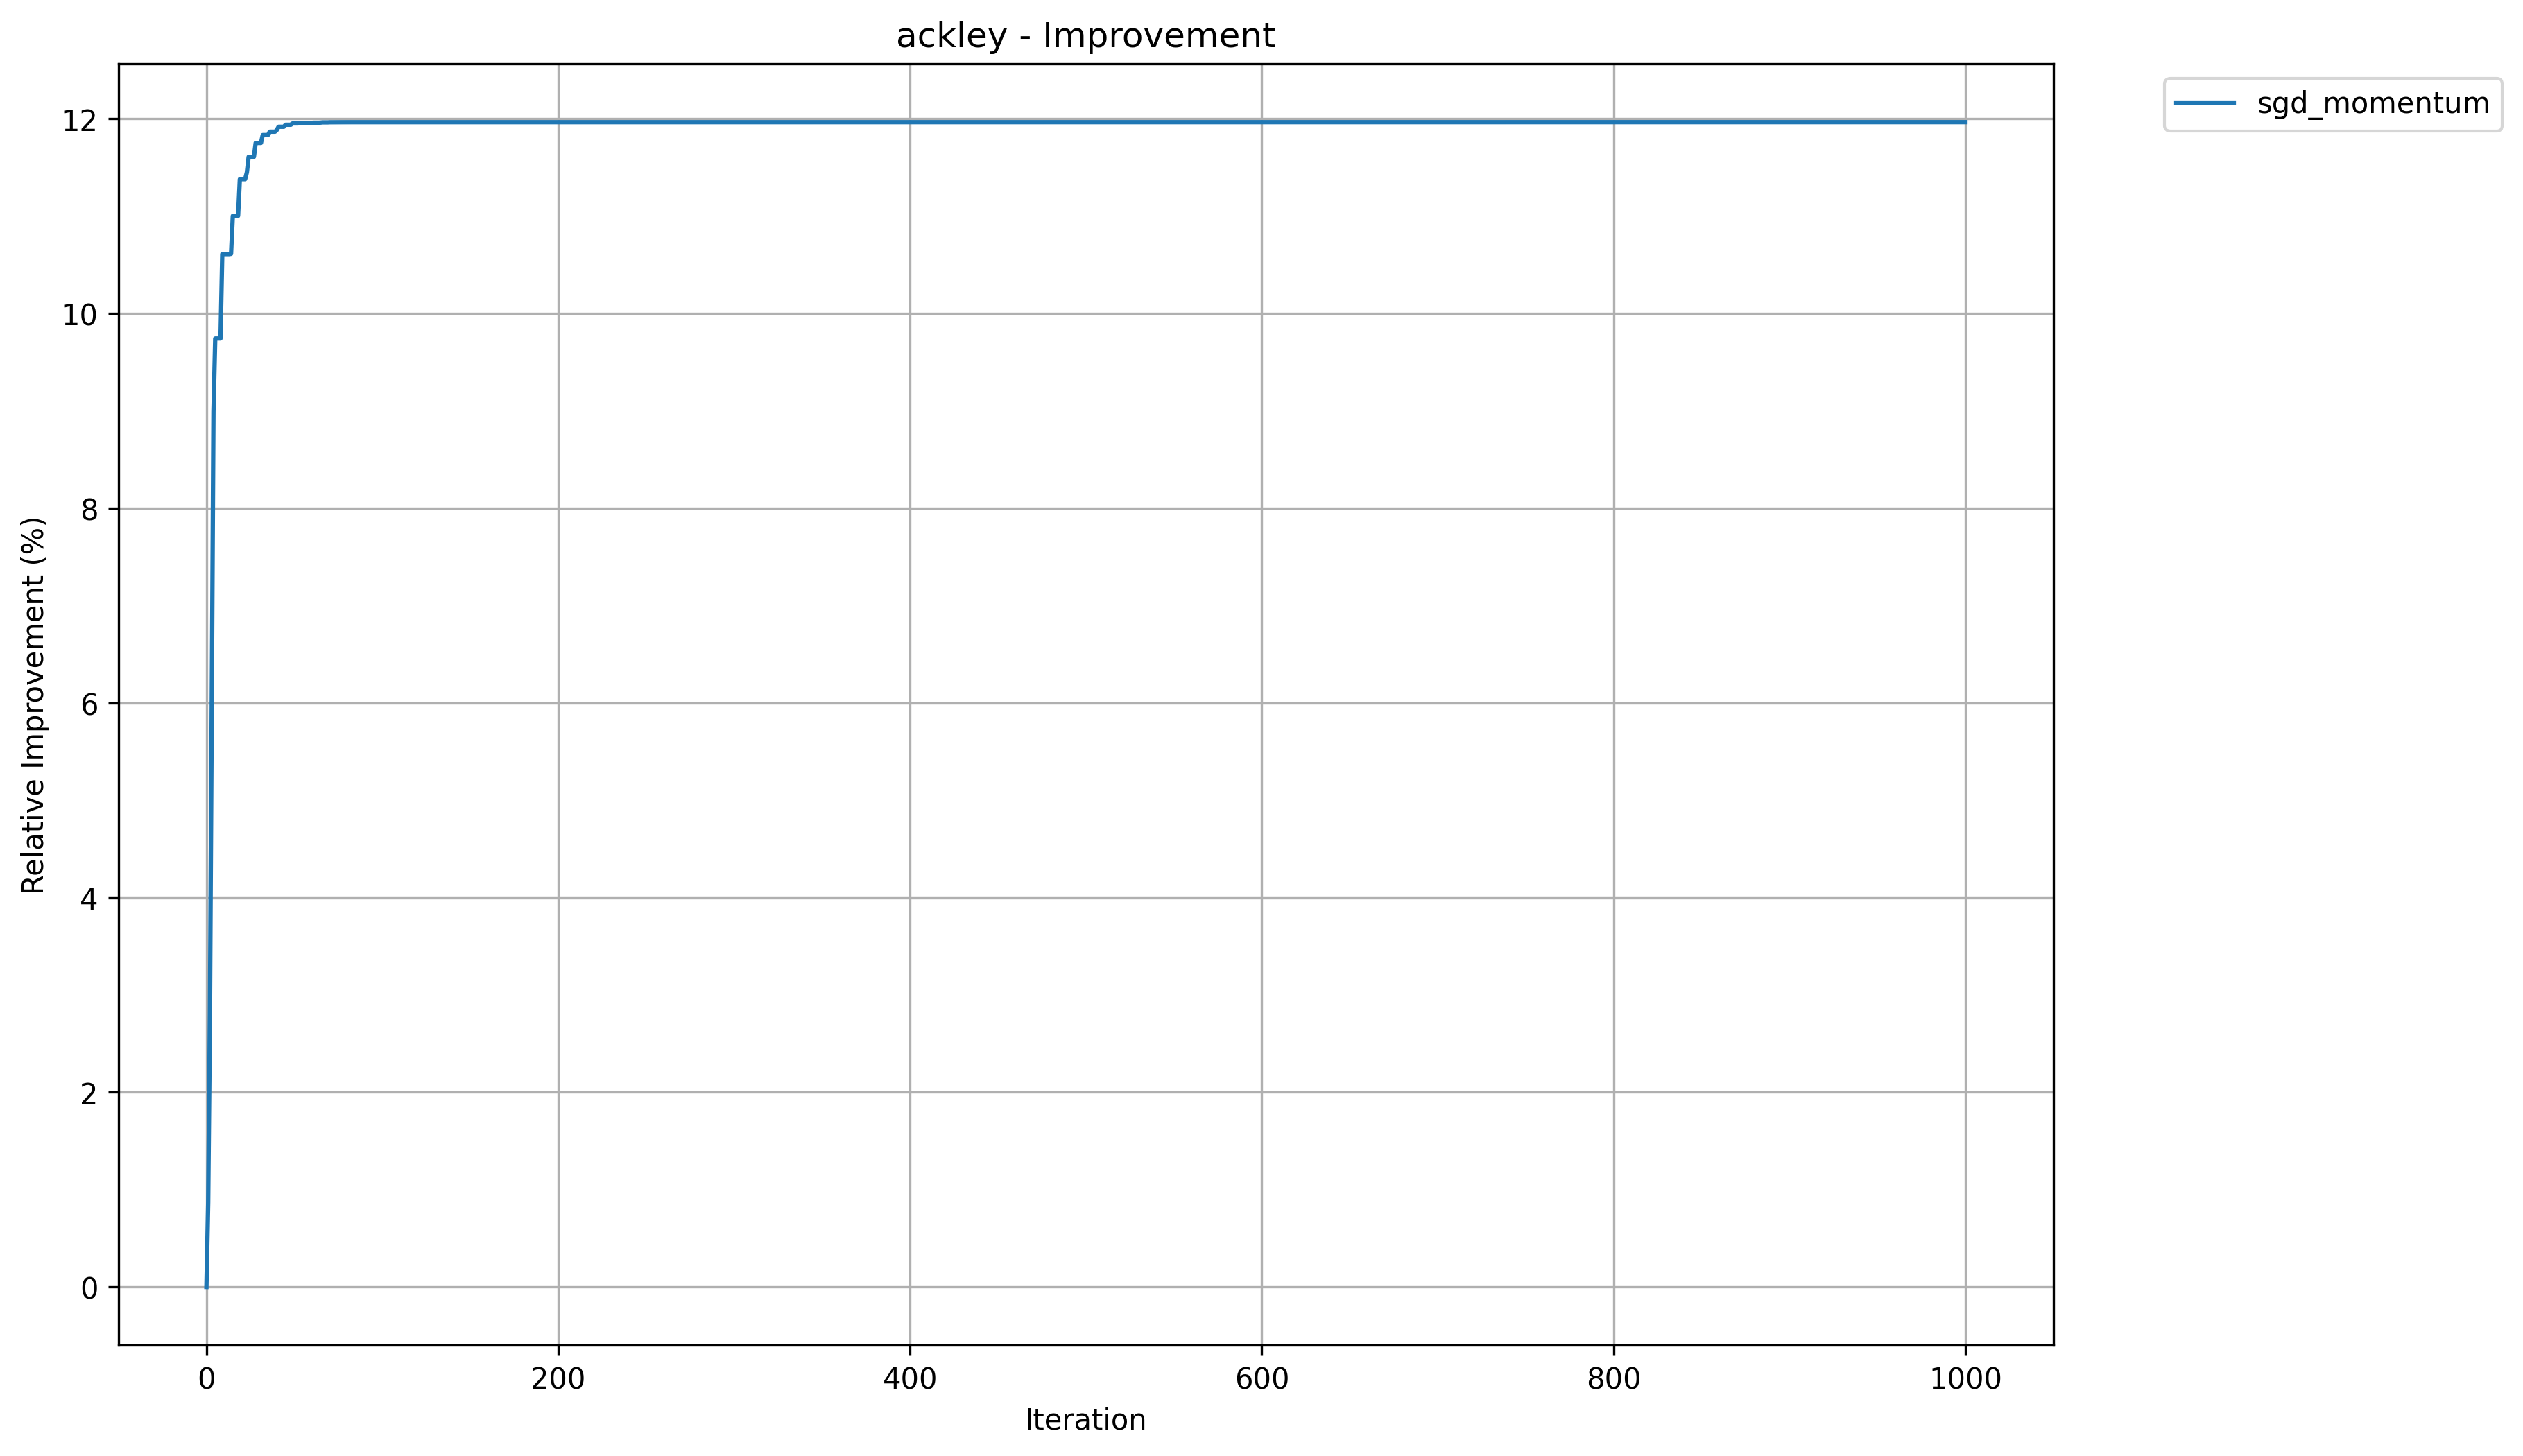 ackley - Improvement
sgd_momentum
12
10
8
6
4
2
0
Relative Improvement (%)
0 200 400 600 800 1000
Iteration